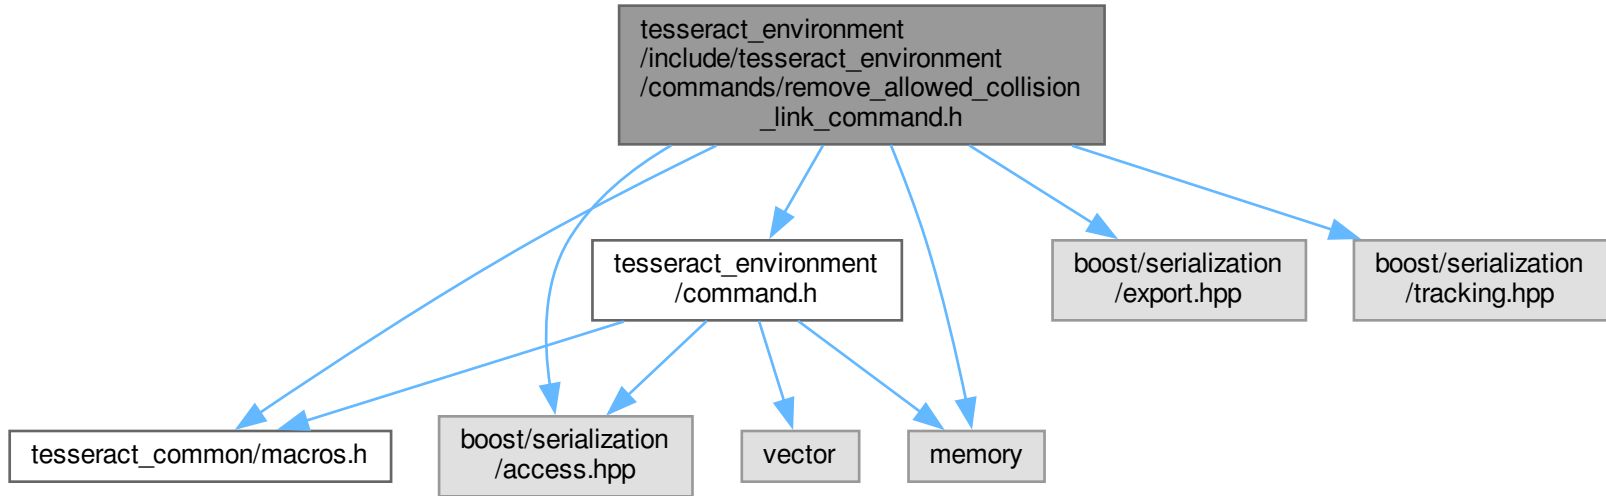 tesseract_environment
/include/tesseract_environment
/commands/remove_allowed_collision
_link_command.h
tesseract_environment
/command.h
boost/serialization
/export.hpp
boost/serialization
/tracking.hpp
tesseract_common/macros.h
boost/serialization
/access.hpp
vector
memory